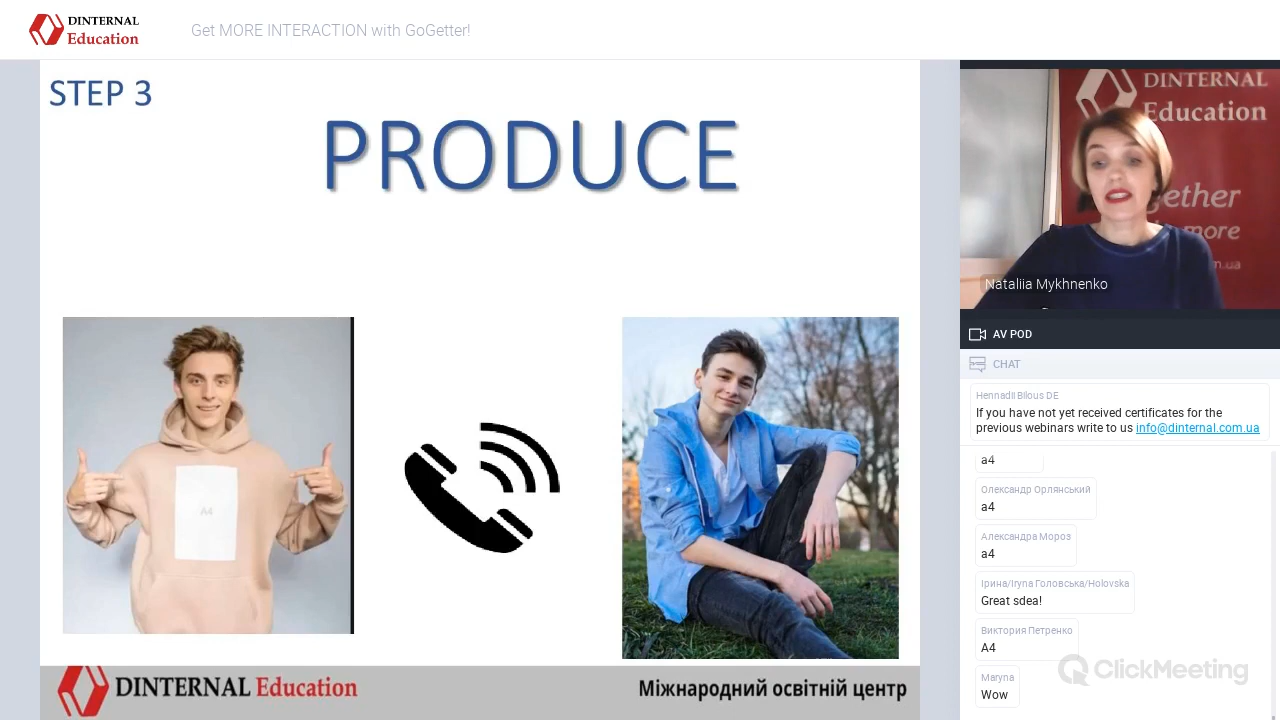 DINTERNAL
Education
Get MORE INTERACTION with GoGetter!
STEP 3
PRODUCE
A4
DINTERNAL Education
Міжнародний освітній центр
DINTERNAL
Education
gether
more
m.ua
Nataliia Mykhnenko
AV POD
CHAT
Hennadii Bilous DE
If you have not yet received certificates for the
previous webinars write to us info@dinternal.com.ua
a4
Олександр Орлянський
a4
Александра Мороз
a4
Ірина/Iryna Головська/Holovska
Great sdea!
Виктория Петренко
A4
Maryna
Wow
ClickMeeting